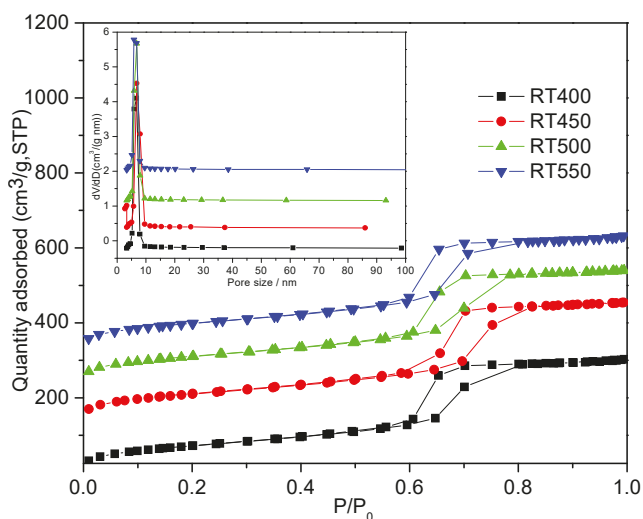 1200
1000
800
600
400
200
Quantity adsorbed (cm³/g, STP)
0.0 0.2 0.4 0.6 0.8 1.0
P/P₀
6
5
4
3
2
1
0
dV/dD(cm³/(g nm))
0 10 20 30 40 50 60 70 80 90 100
Pore size / nm
RT400
RT450
RT500
RT550